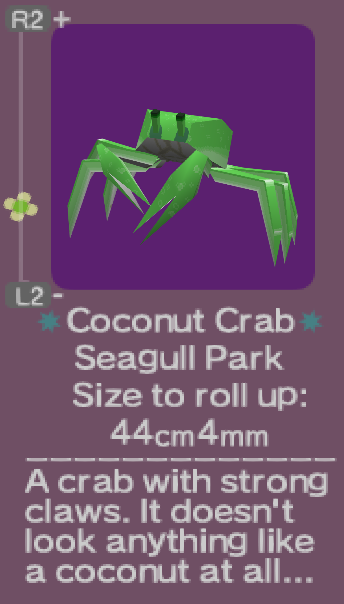 R2 +
L2 -
Coconut Crab
Seagull Park
Size to roll up:
44cm4mm
A crab with strong
claws. It doesn't
look anything like
a coconut at all...